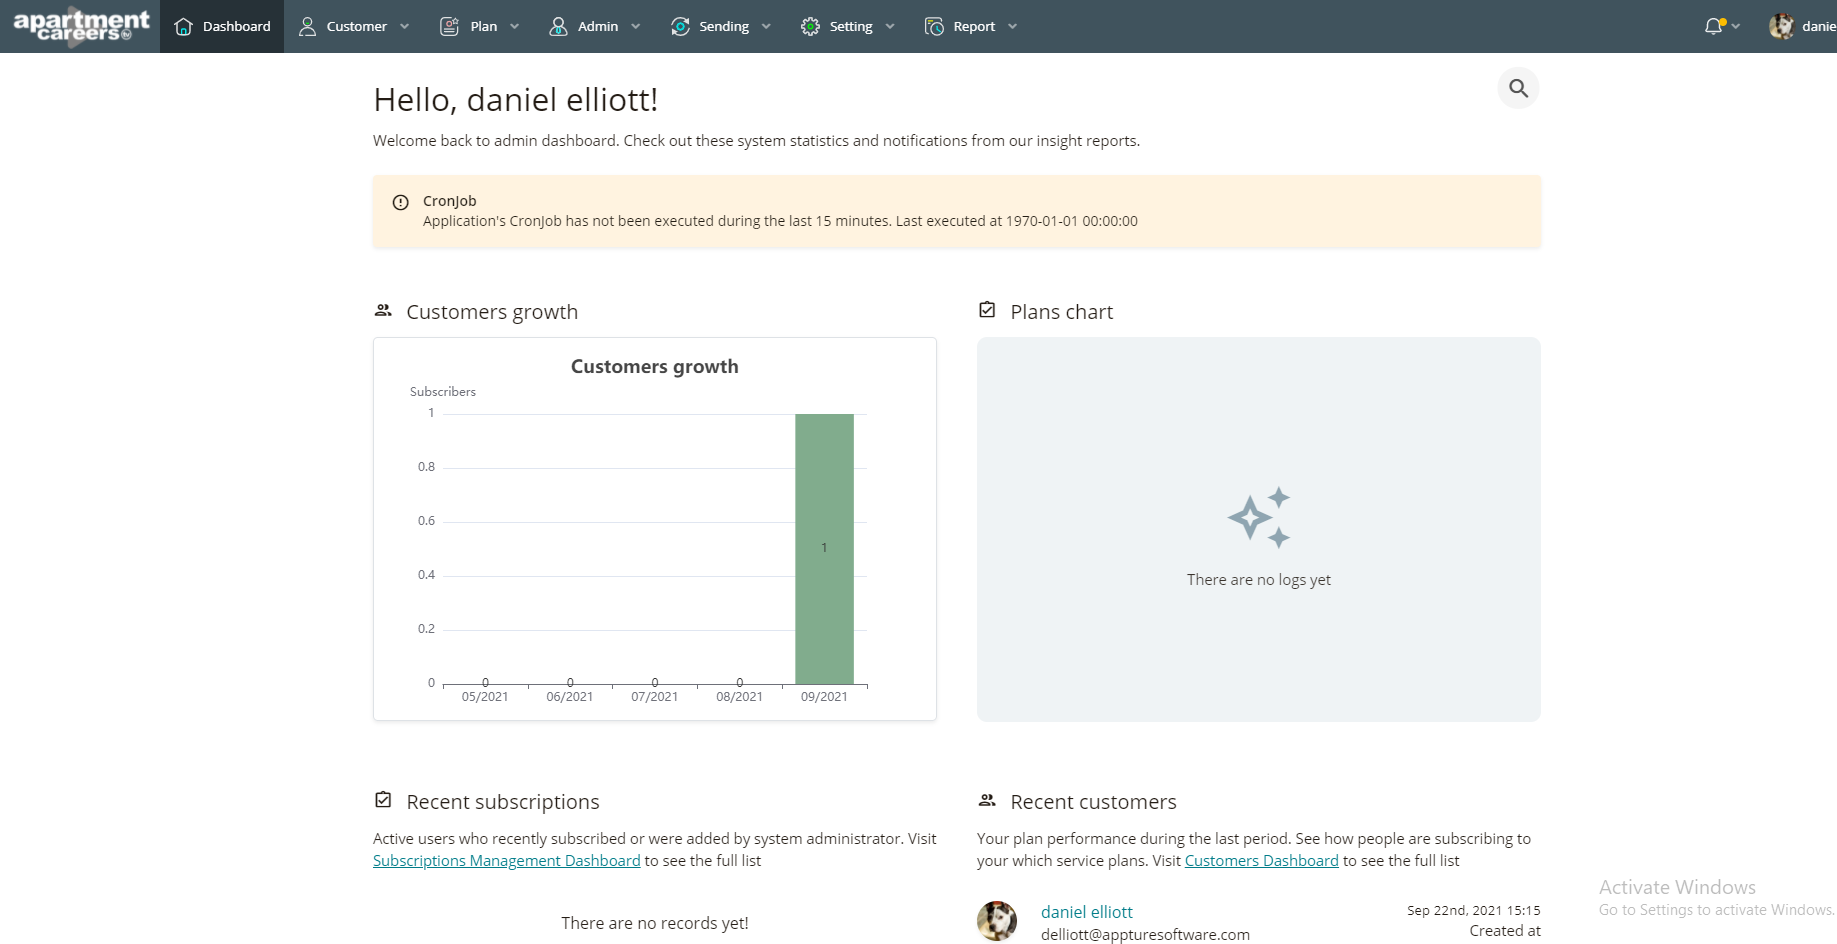 apartment
careers tv
Dashboard
Customer
Plan
Admin
Sending
Setting
Report
danie
Hello, daniel elliott!
Welcome back to admin dashboard. Check out these system statistics and notifications from our insight reports.
CronJob
Application's CronJob has not been executed during the last 15 minutes. Last executed at 1970-01-01 00:00:00
Customers growth
Customers growth
Subscribers
1
0.8
0.6
0.4
0.2
0
0 0 0 0 1
05/2021 06/2021 07/2021 08/2021 09/2021
Plans chart
There are no logs yet
Recent subscriptions
Active users who recently subscribed or were added by system administrator. Visit
Subscriptions Management Dashboard to see the full list
There are no records yet!
Recent customers
Your plan performance during the last period. See how people are subscribing to
your which service plans. Visit Customers Dashboard to see the full list
daniel elliott
delliott@appturesoftware.com
Sep 22nd, 2021 15:15
Created at
Activate Windows
Go to Settings to activate Windows.